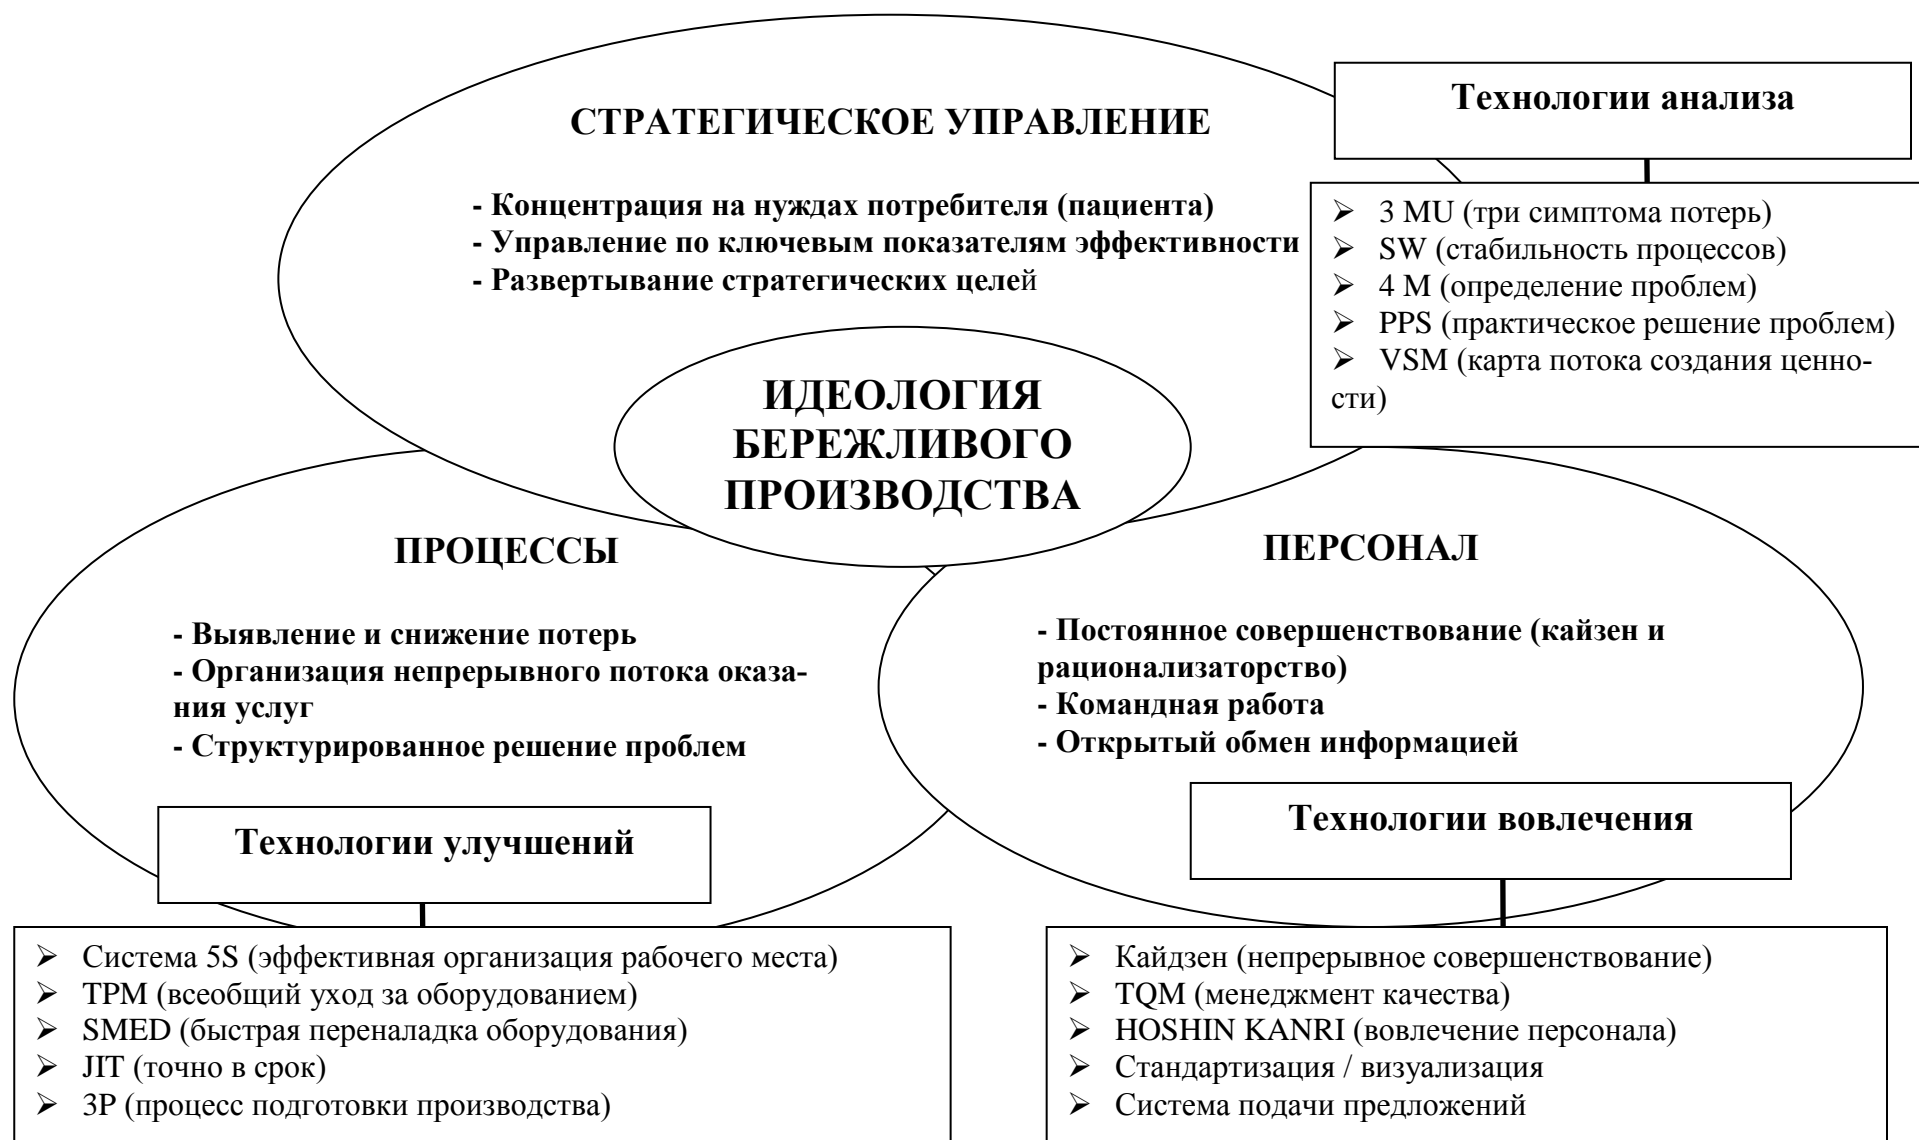 СТРАТЕГИЧЕСКОЕ УПРАВЛЕНИЕ
- Концентрация на нуждах потребителя (пациента)
- Управление по ключевым показателям эффективности
- Развертывание стратегических целей
Технологии анализа
➢ 3 MU (три симптома потерь)
➢ SW (стабильность процессов)
➢ 4 М (определение проблем)
➢ PPS (практическое решение проблем)
➢ VSM (карта потока создания ценно-
сти)
ИДЕОЛОГИЯ
БЕРЕЖЛИВОГО
ПРОИЗВОДСТВА
ПРОЦЕССЫ
- Выявление и снижение потерь
- Организация непрерывного потока оказа-
ния услуг
- Структурированное решение проблем
ПЕРСОНАЛ
- Постоянное совершенствование (кайзен и
рационализаторство)
- Командная работа
- Открытый обмен информацией
Технологии улучшений
➢ Система 5S (эффективная организация рабочего места)
➢ TPM (всеобщий уход за оборудованием)
➢ SMED (быстрая переналадка оборудования)
➢ JIT (точно в срок)
➢ 3P (процесс подготовки производства)
Технологии вовлечения
➢ Кайдзен (непрерывное совершенствование)
➢ TQM (менеджмент качества)
➢ HOSHIN KANRI (вовлечение персонала)
➢ Стандартизация / визуализация
➢ Система подачи предложений